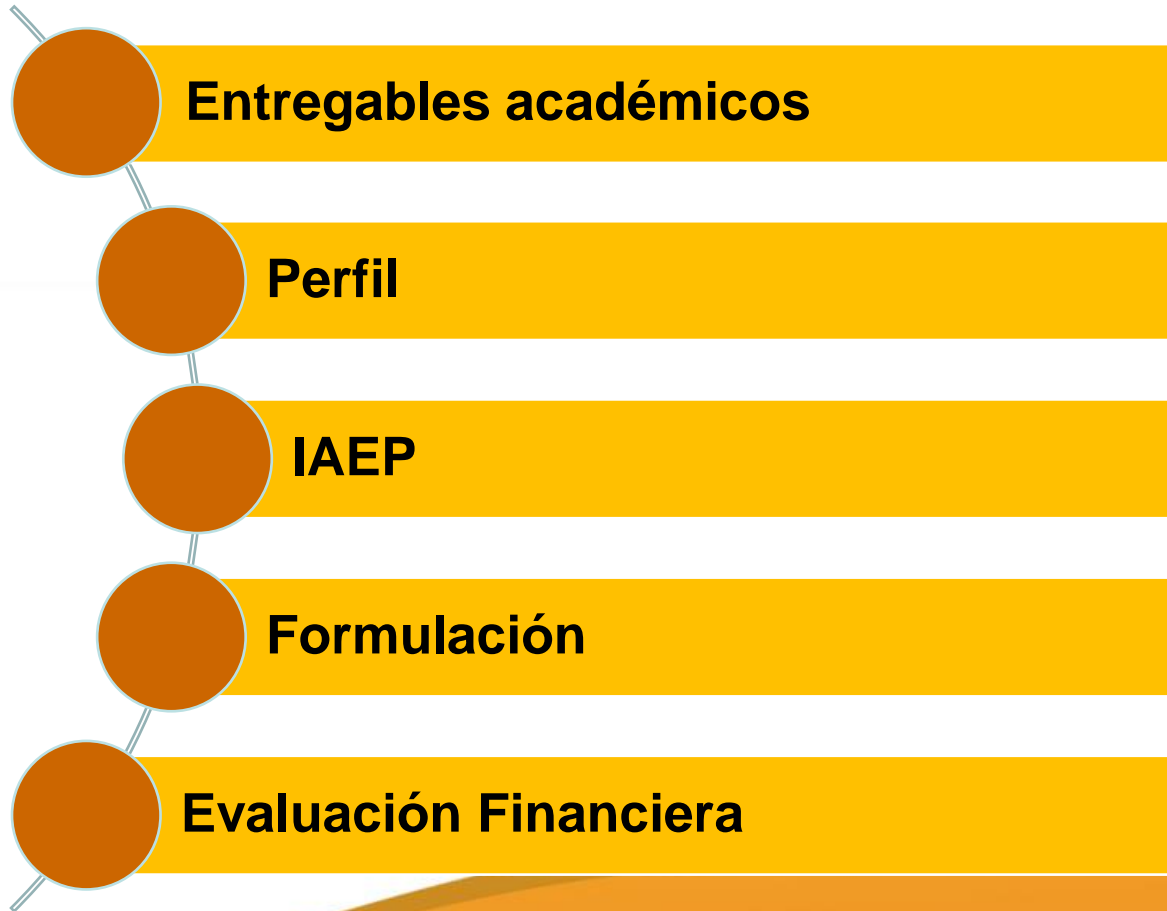 Entregables académicos
Perfil
IAEP
Formulación
Evaluación Financiera